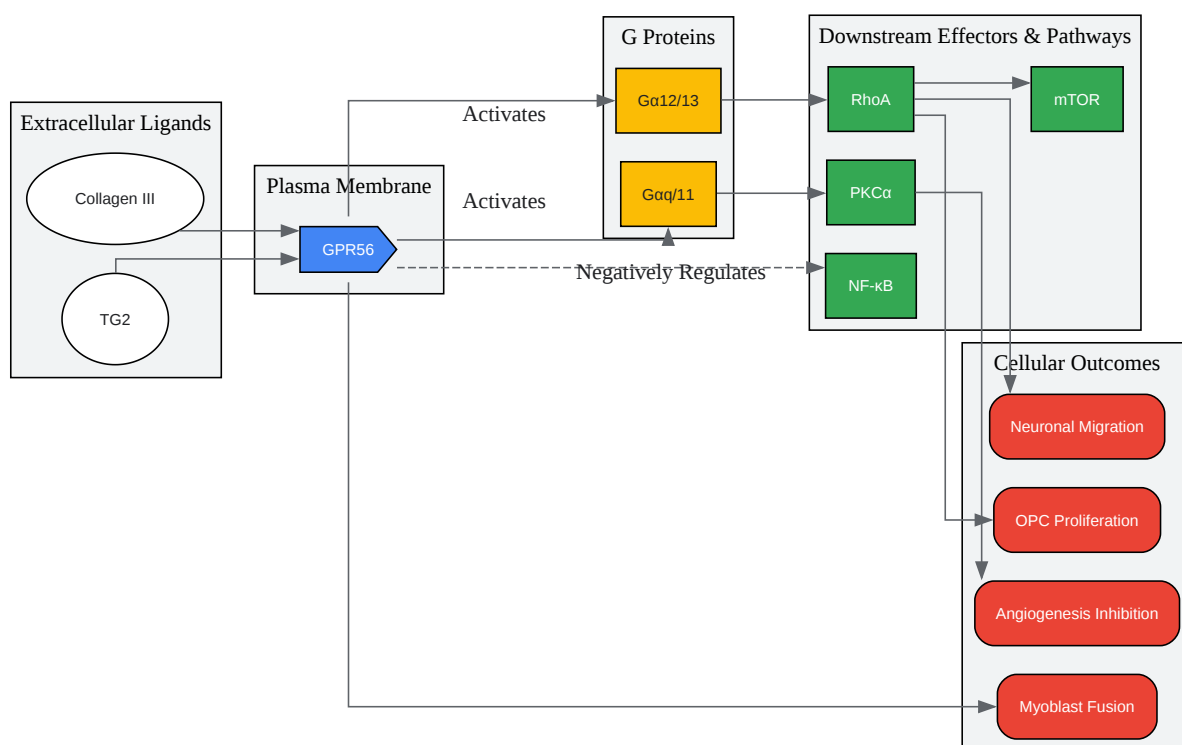 Extracellular Ligands
Collagen III
TG2
Plasma Membrane
GPR56
Activates
Activates
Negatively Regulates
G Proteins
Gα12/13
Gαq/11
Downstream Effectors & Pathways
RhoA
mTOR
PKCα
NF-κB
Cellular Outcomes
Neuronal Migration
OPC Proliferation
Angiogenesis Inhibition
Myoblast Fusion